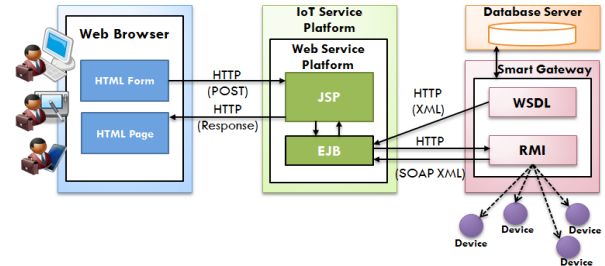 Web Browser
HTML Form
HTML Page
HTTP
(POST)
HTTP
(Response)
IoT Service
Platform
Web Service
Platform
JSP
EJB
HTTP
(XML)
HTTP
(SOAP XML)
Database Server
Smart Gateway
WSDL
RMI
Device
Device
Device
Device